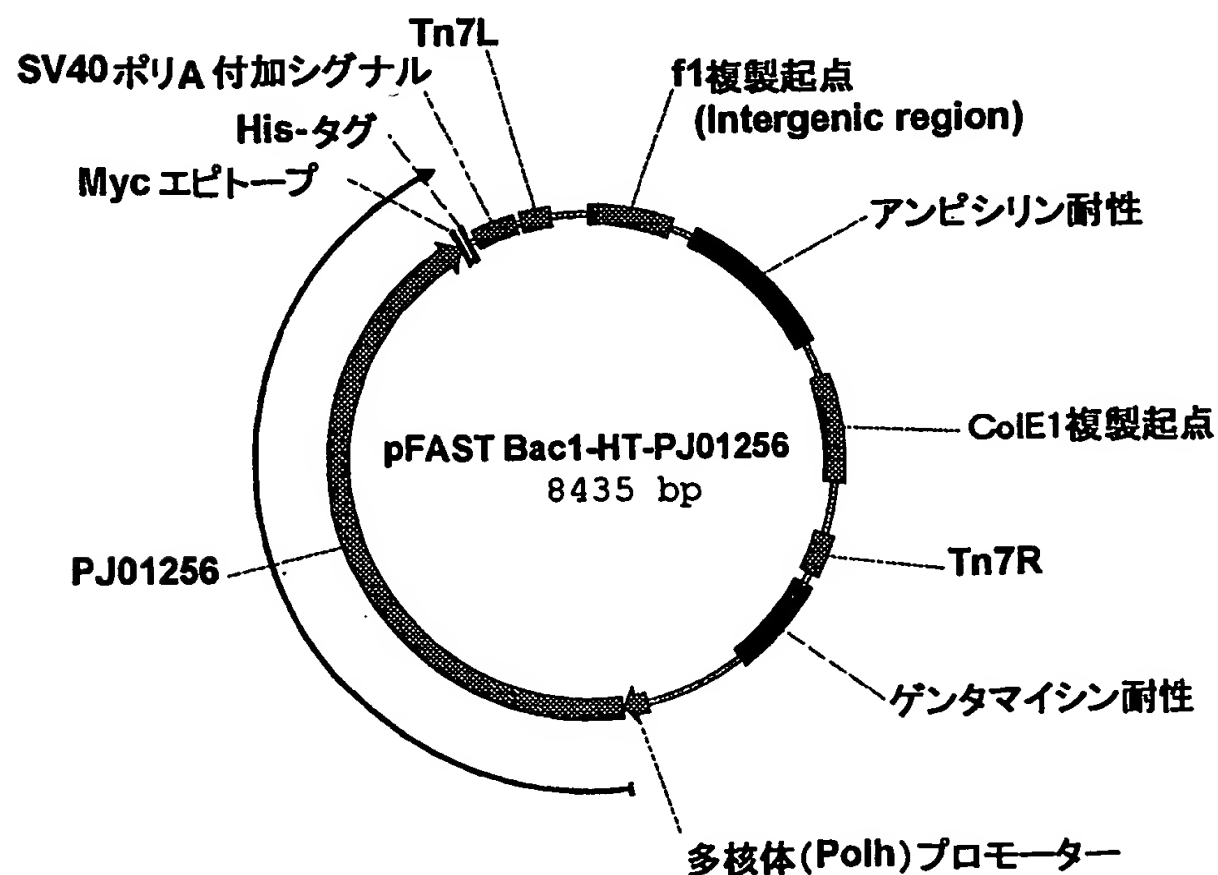 Tn7L
SV40ポリA付加シグナル
f1複製起点
(Intergenic region)
His-タグ
Mycエピトープ
アンピシリン耐性
ColE1複製起点
pFAST Bac1-HT-PJ01256
8435 bp
PJ01256
Tn7R
ゲンタマイシン耐性
多核体(Polh)プロモーター